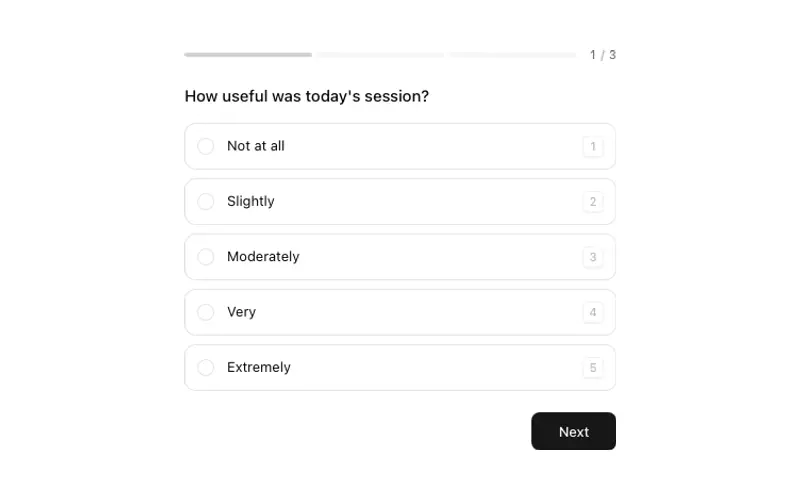 1 / 3
How useful was today's session?
Not at all 1
Slightly 2
Moderately 3
Very 4
Extremely 5
Next